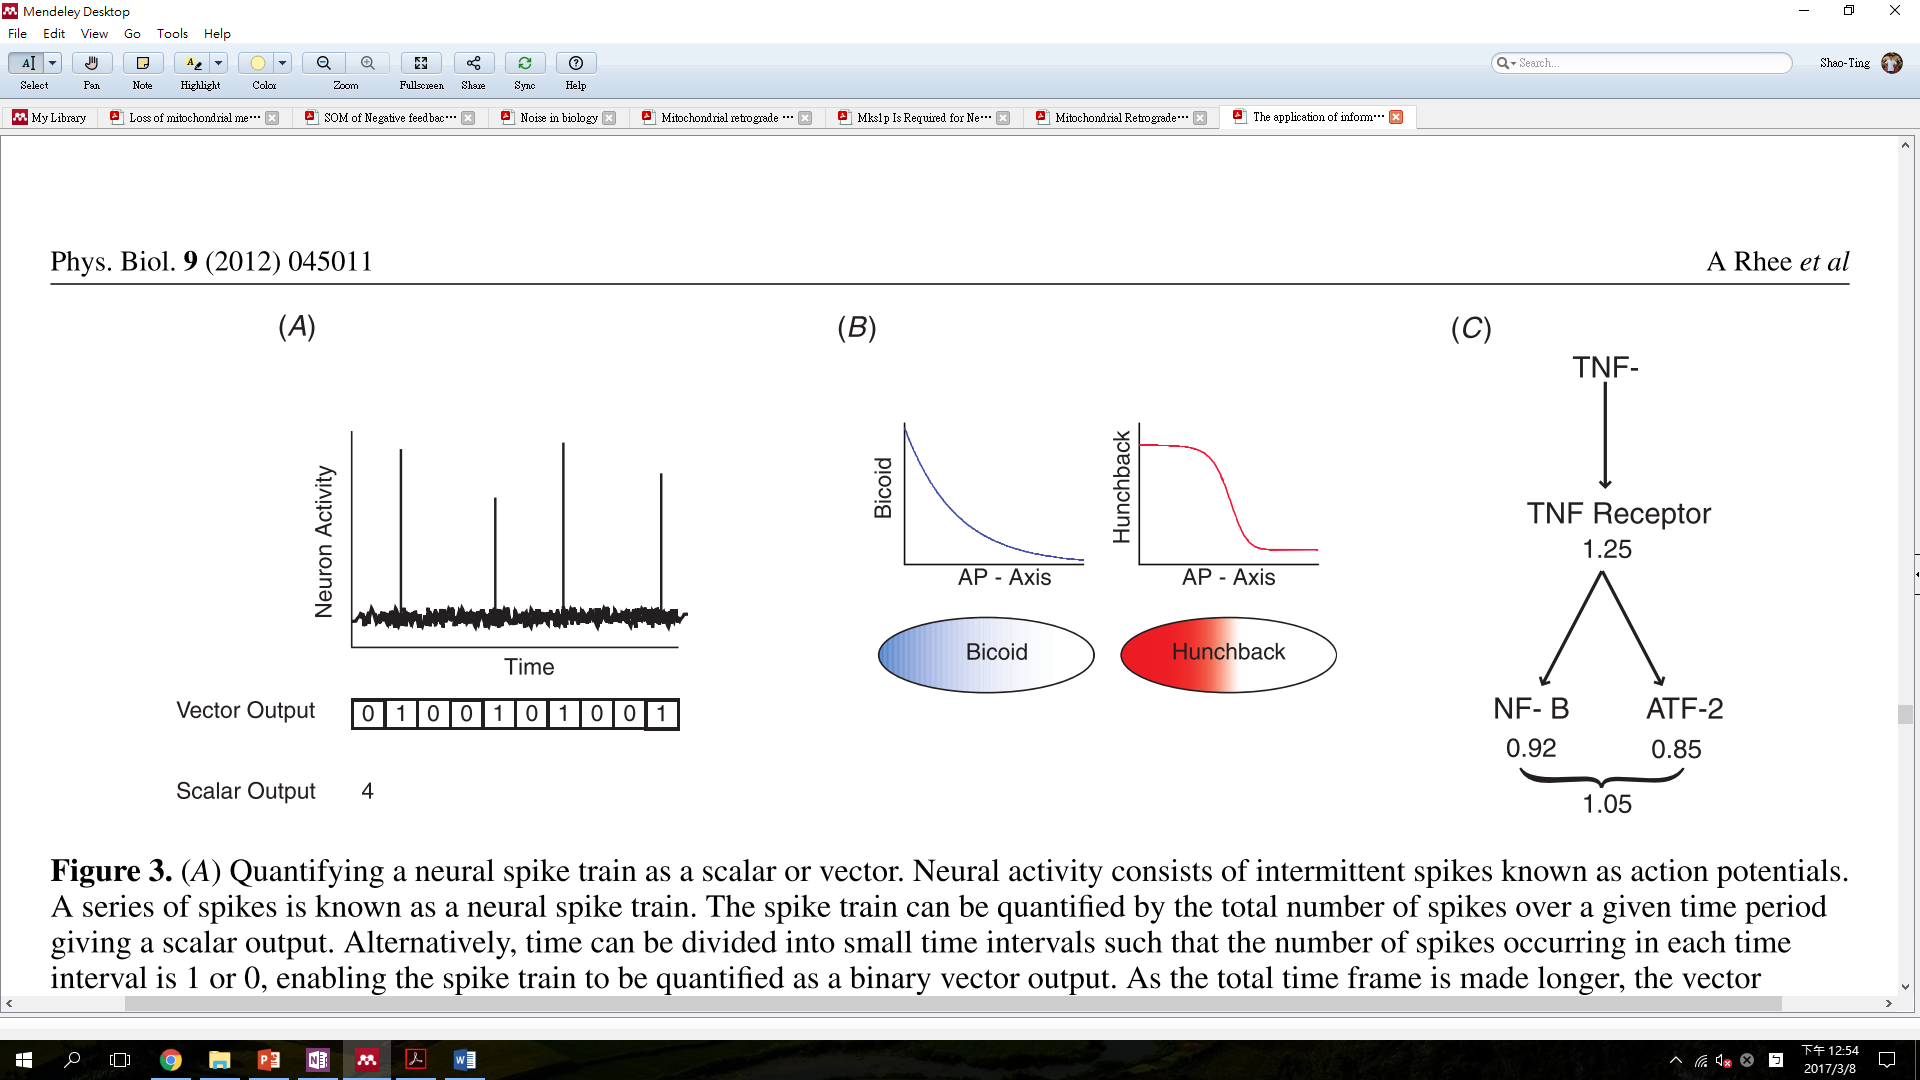 Mendeley Desktop
File Edit View Go Tools Help
Select Pan Note Highlight Color Zoom Fullscreen Share Sync Help
Search...
Shao-Ting
My Library
Loss of mitochondrial me···
SOM of Negative feedbac···
Noise in biology
Mitochondrial retrograde ···
Mks1p Is Required for Ne···
Mitochondrial Retrograde···
The application of inform···
Phys. Biol. 9 (2012) 045011
A Rhee et al
(A)
Neuron Activity
Time
Vector Output 0 1 0 0 1 0 1 0 0 1
Scalar Output 4
(B)
Bicoid
AP - Axis
Hunchback
AP - Axis
Bicoid
Hunchback
(C)
TNF-
TNF Receptor
1.25
NF- B ATF-2
0.92 0.85
1.05
Figure 3. (A) Quantifying a neural spike train as a scalar or vector. Neural activity consists of intermittent spikes known as action potentials.
A series of spikes is known as a neural spike train. The spike train can be quantified by the total number of spikes over a given time period
giving a scalar output. Alternatively, time can be divided into small time intervals such that the number of spikes occurring in each time
interval is 1 or 0, enabling the spike train to be quantified as a binary vector output. As the total time frame is made longer, the vector
下午 12:54
2017/3/8